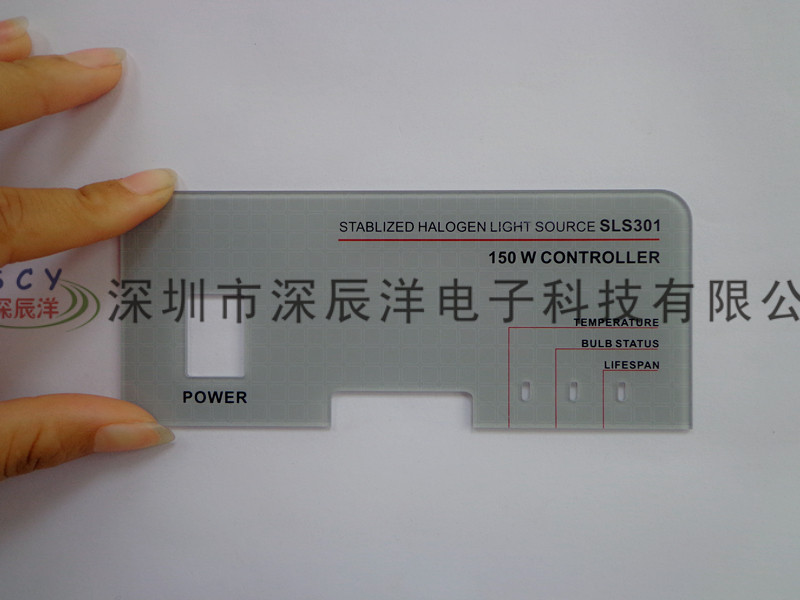 STABLIZED HALOGEN LIGHT SOURCE SLS301
150 W CONTROLLER
SCY
深辰洋
深圳市深辰洋电子科技有限公
TEMPERATURE
BULB STATUS
LIFESPAN
POWER